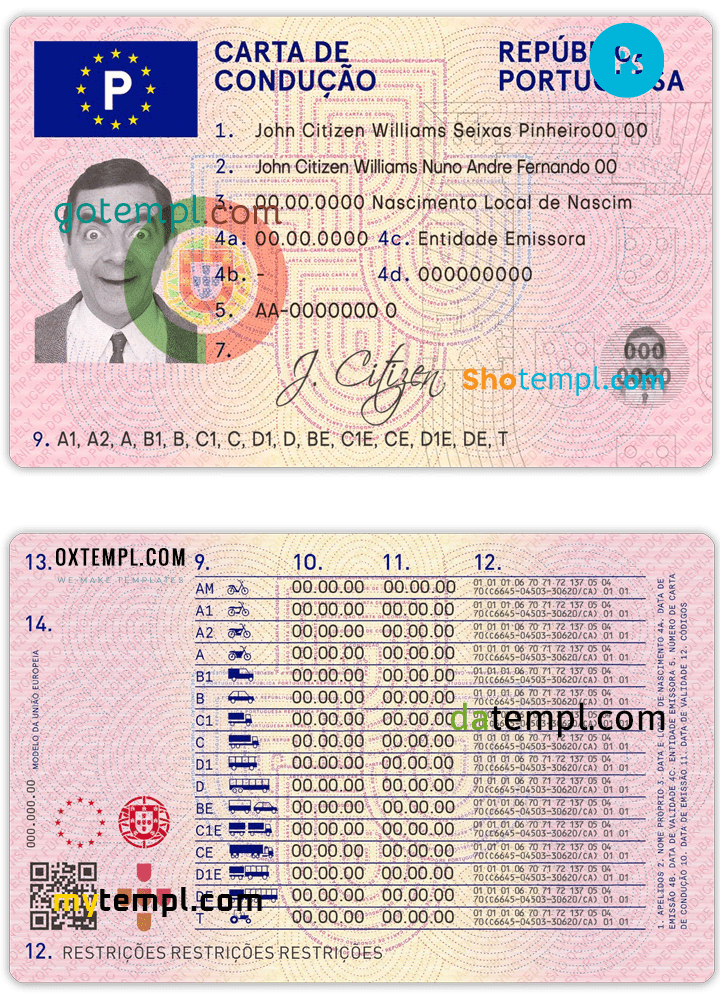 CARTA DE CONDUÇÃO
REPÚBLICA PORTUGUESA
P
Ps
1. John Citizen Williams Seixas Pinheiro00 00
2. John Citizen Williams Nuno Andre Fernando 00
gotempl.com
3. 00.00.0000 Nascimento Local de Nascim
4a. 00.00.0000 4c. Entidade Emissora
4b. - 4d. 000000000
5. AA-0000000 0
7. J. Citizen
000
0000
Shotempl.com
9. A1, A2, A, B1, B, C1, C, D1, D, BE, C1E, CE, D1E, DE, T
13. OXTEMPL.COM 9. 10. 11. 12.
WE MAKE TEMPLATES
AM 00.00.00 00.00.00 01 01 01 06 70 71 72 137 05 04
70(C6645-04503-30620/CA) 01 01
14.
A1 00.00.00 00.00.00 01 01 01 06 70 71 72 137 05 04
70(C6645-04503-30620/CA) 01 01
A2 00.00.00 00.00.00 01 01 01 06 70 71 72 137 05 04
70(C6645-04503-30620/CA) 01 01
A 00.00.00 00.00.00 01 01 01 06 70 71 72 137 05 04
70(C6645-04503-30620/CA) 01 01
B1 00.00.00 00.00.00 01 01 01 06 70 71 72 137 05 04
70(C6645-04503-30620/CA) 01 01
B 00.00.00 00.00.00 01 01 01 06 70 71 72 137 05 04
70(C6645-04503-30620/CA) 01 01
C1 00.00.00 00.00.00 01 01 01 06 70 71 72 137 05 04
70(C6645-04503-30620/CA) 01 01
datempl.com
C 00.00.00 00.00.00 01 01 01 06 70 71 72 137 05 04
70(C6645-04503-30620/CA) 01 01
D1 00.00.00 00.00.00 01 01 01 06 70 71 72 137 05 04
70(C6645-04503-30620/CA) 01 01
D 00.00.00 00.00.00 01 01 01 06 70 71 72 137 05 04
70(C6645-04503-30620/CA) 01 01
BE 00.00.00 00.00.00 01 01 01 06 70 71 72 137 05 04
70(C6645-04503-30620/CA) 01 01
C1E 00.00.00 00.00.00 01 01 01 06 70 71 72 137 05 04
70(C6645-04503-30620/CA) 01 01
CE 00.00.00 00.00.00 01 01 01 06 70 71 72 137 05 04
70(C6645-04503-30620/CA) 01 01
D1E 00.00.00 00.00.00 01 01 01 06 70 71 72 137 05 04
70(C6645-04503-30620/CA) 01 01
DE 00.00.00 00.00.00 01 01 01 06 70 71 72 137 05 04
70(C6645-04503-30620/CA) 01 01
mytempl.com
T 00.00.00 00.00.00 01 01 01 06 70 71 72 137 05 04
70(C6645-04503-30620/CA) 01 01
12. RESTRIÇÕES RESTRIÇÕES RESTRIÇÕES
MODELO DA UNIÃO EUROPEIA
000.000.00
1. APELIDOS 2. NOME PROPRIO 3. DATA E LOCAL DE NASCIMENTO 4A. DATA DE
EMISSÃO 4B. DATA DE VALIDADE 4C. ENTIDADE EMISSORA 5. NÚMERO DE CARTA
DE CONDUÇÃO 10. DATA DE EMISSÃO 11. DATA DE VALIDADE 12. CÓDIGOS